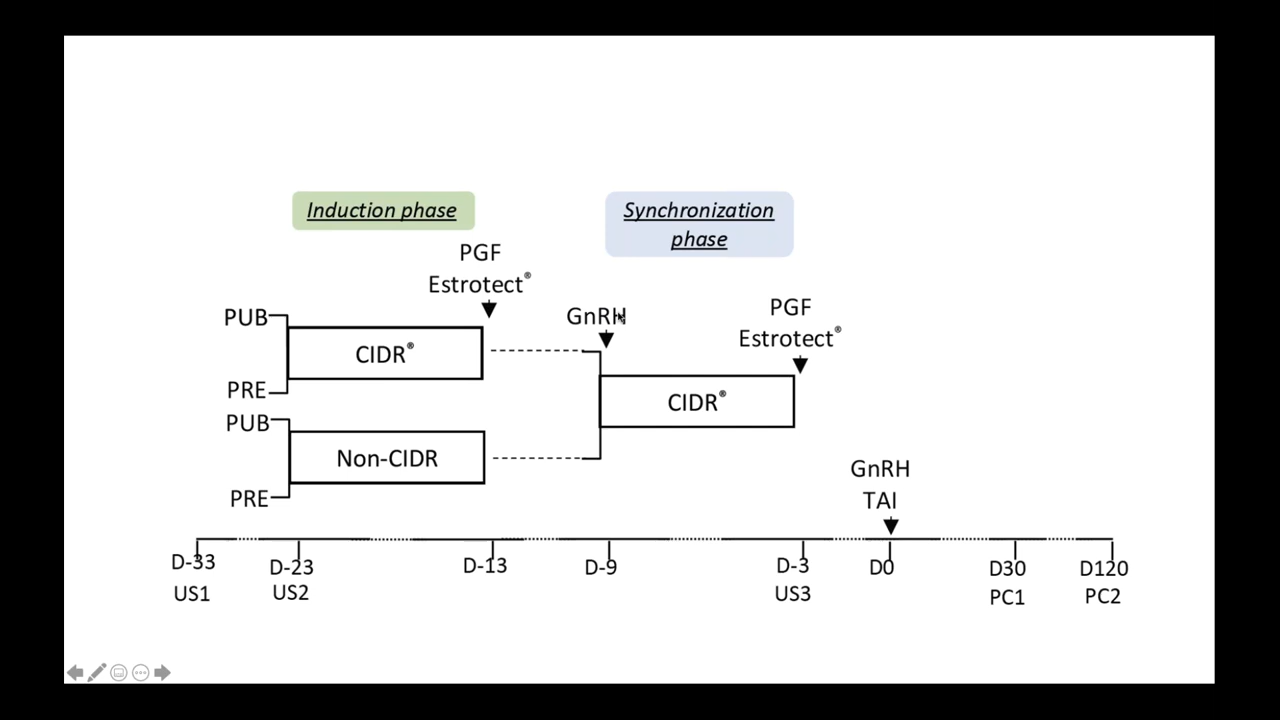 Induction phase
Synchronization
phase
PGF
Estrotect®
GnRH
PGF
Estrotect®
PUB
CIDR®
PRE
CIDR®
PUB
Non-CIDR
PRE
GnRH
TAI
D-33
US1
D-23
US2
D-13
D-9
D-3
US3
D0
D30
PC1
D120
PC2